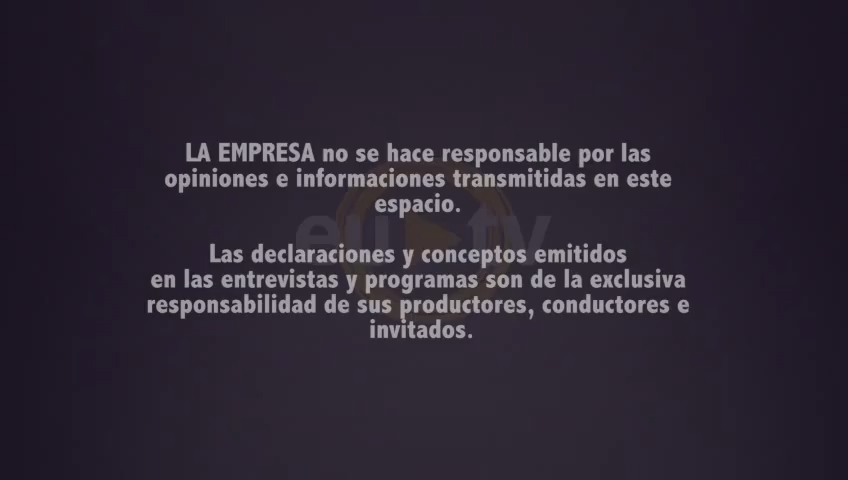 LA EMPRESA no se hace responsable por las
opiniones e informaciones transmitidas en este
espacio.
Las declaraciones y conceptos emitidos
en las entrevistas y programas son de la exclusiva
responsabilidad de sus productores, conductores e
invitados.